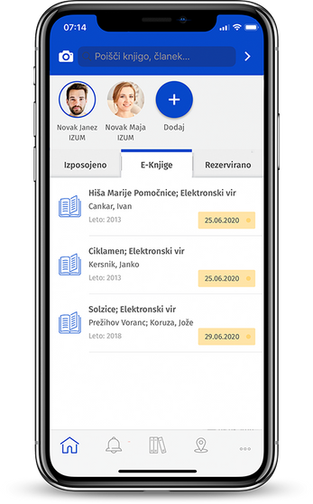 07:14
Poišči knjigo, članek...
Novak Janez
IZUM
Novak Maja
IZUM
Dodaj
Izposojeno
E-Knjige
Rezervirano
Hiša Marije Pomočnice; Elektronski vir
Cankar, Ivan
Leto: 2013
25.06.2020
Ciklamen; Elektronski vir
Kersnik, Janko
Leto: 2013
25.06.2020
Solzice; Elektronski vir
Prežihov Voranc; Koruza, Jože
Leto: 2018
29.06.2020